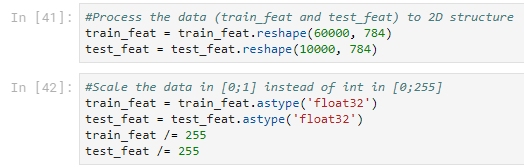 In [41]: #Process the data (train_feat and test_feat) to 2D structure
train_feat = train_feat.reshape(60000, 784)
test_feat = test_feat.reshape(10000, 784)
In [42]: #Scale the data in [0;1] instead of int in [0;255]
train_feat = train_feat.astype('float32')
test_feat = test_feat.astype('float32')
train_feat /= 255
test_feat /= 255